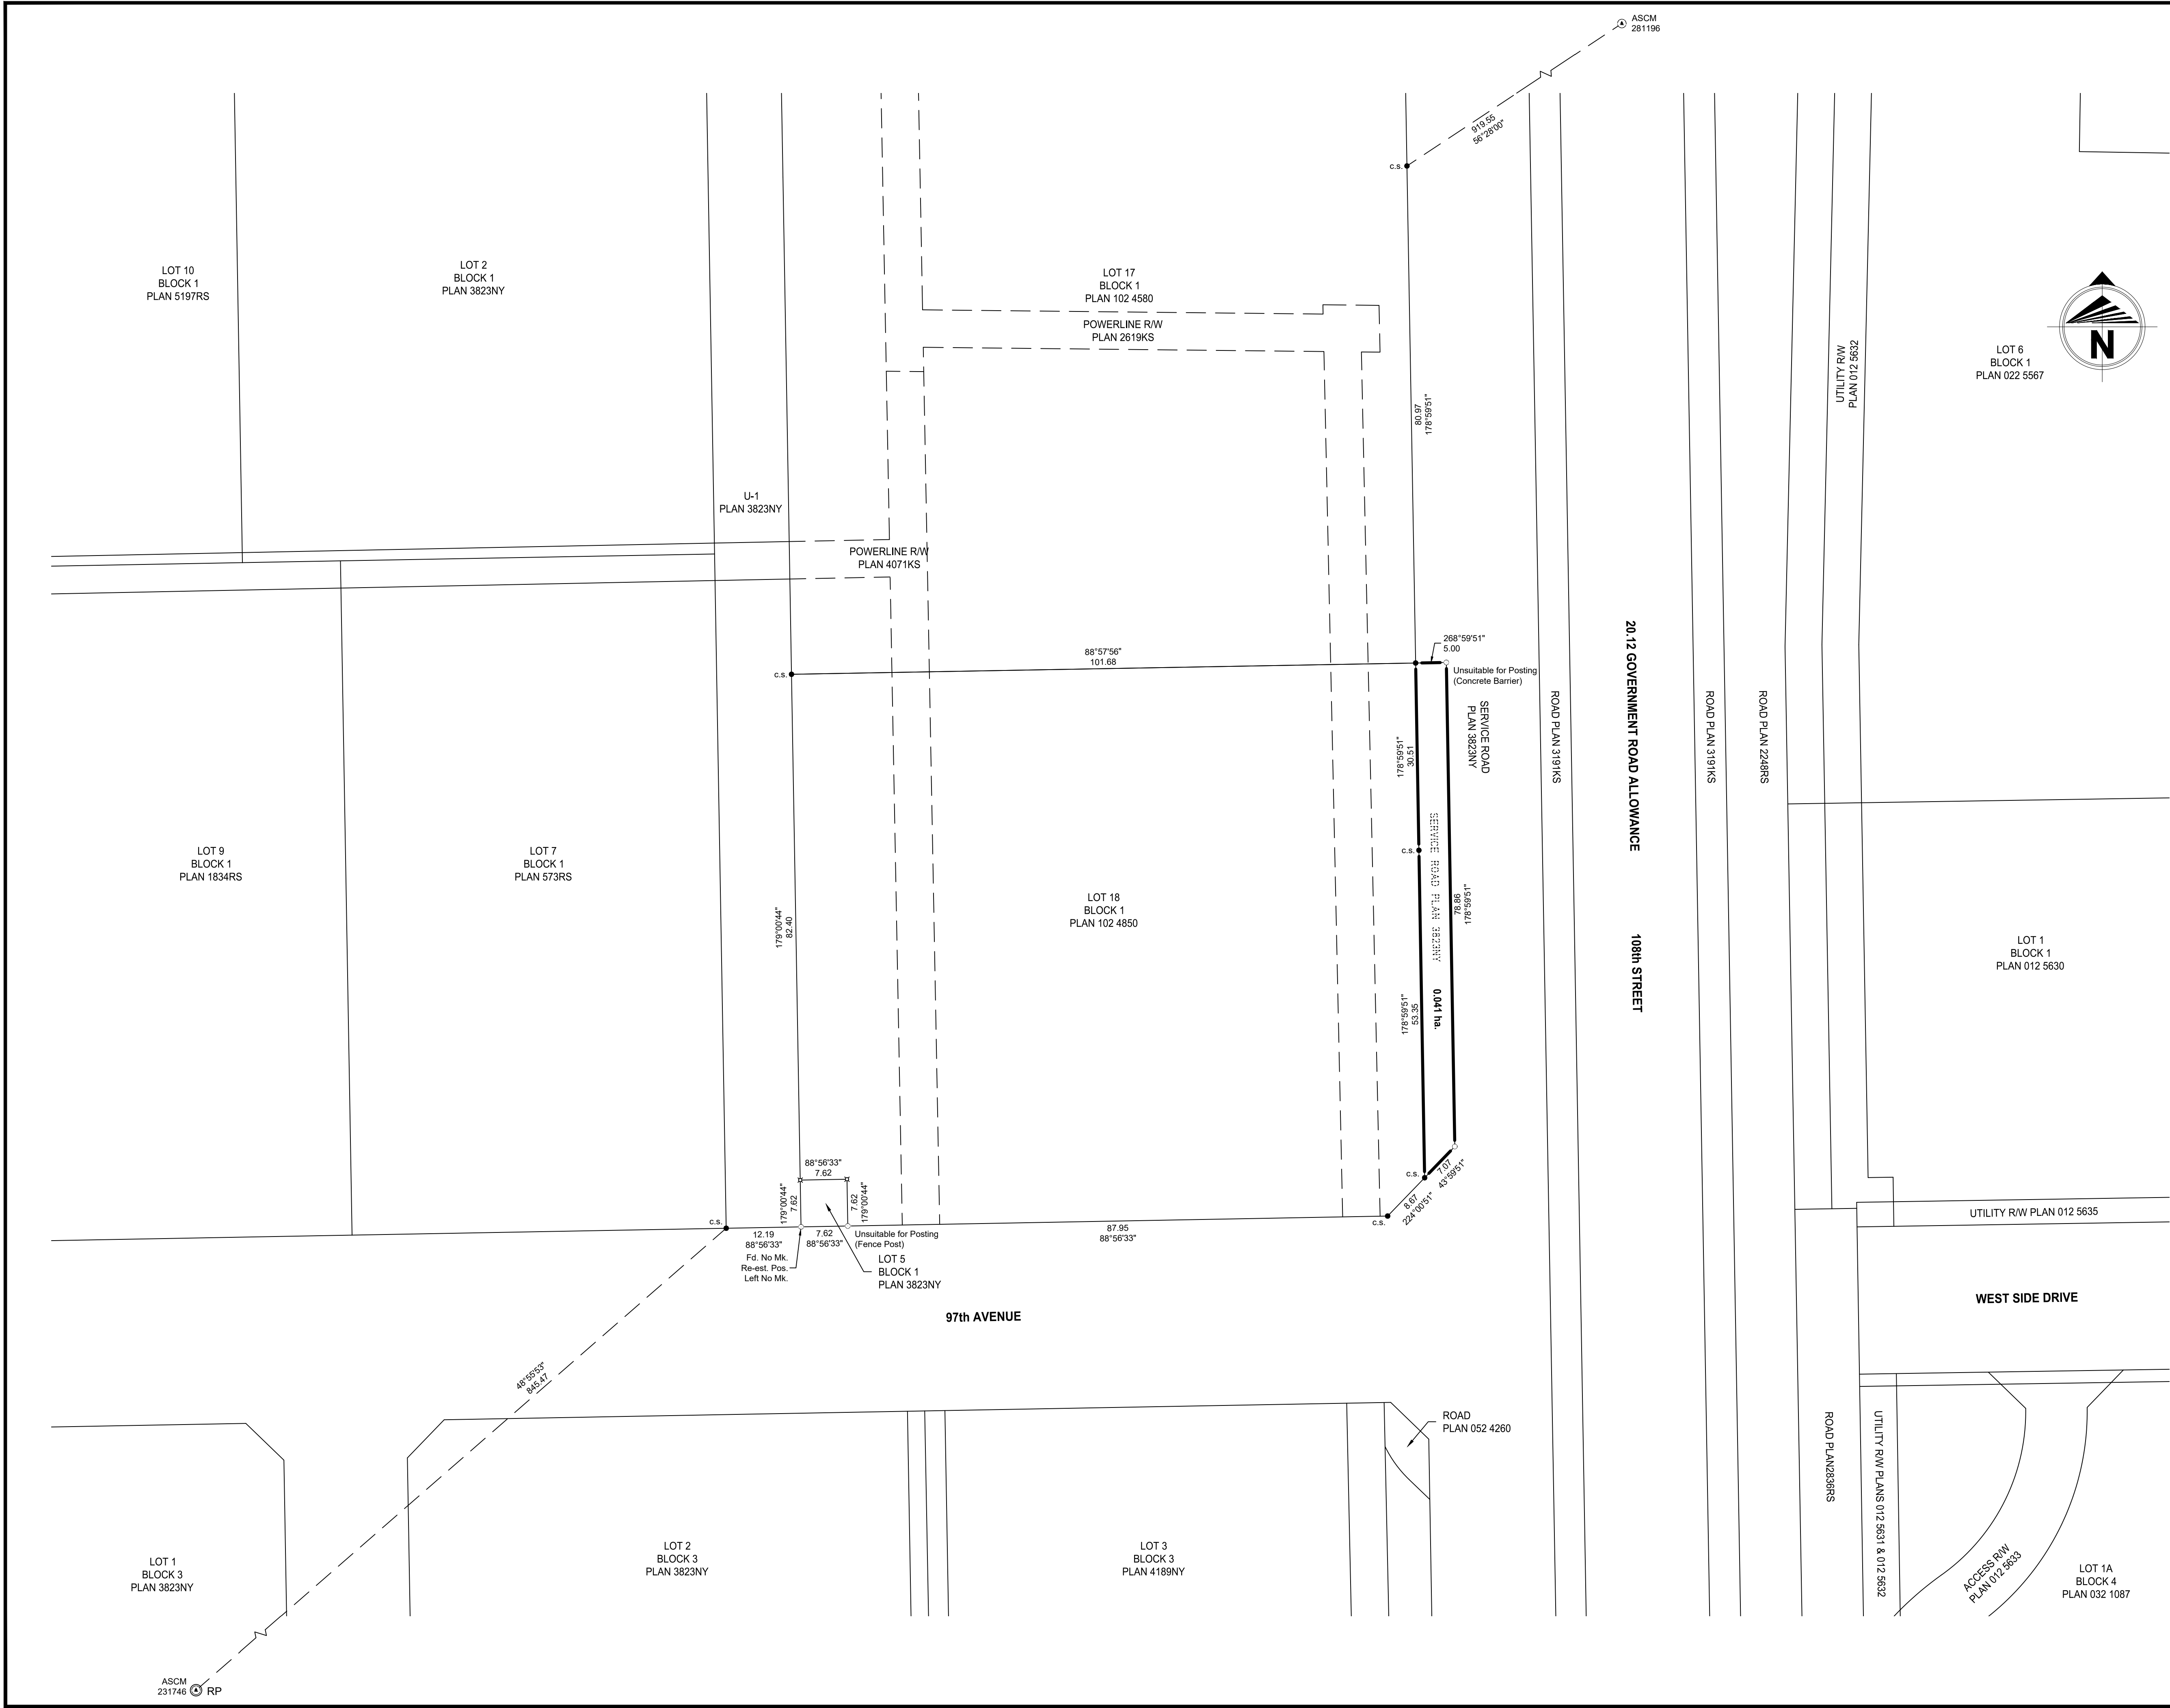 ASCM
281196
919.55
56°28'00"
c.s.
LOT 10
BLOCK 1
PLAN 5197RS
LOT 2
BLOCK 1
PLAN 3823NY
LOT 17
BLOCK 1
PLAN 102 4580
POWERLINE R/W
PLAN 2619KS
N
UTILITY R/W
PLAN 012 5632
LOT 6
BLOCK 1
PLAN 022 5567
80.97
178°59'51"
U-1
PLAN 3823NY
POWERLINE R/W
PLAN 4071KS
88°57'56"
101.68
c.s.
268°59'51"
5.00
Unsuitable for Posting
(Concrete Barrier)
SERVICE ROAD
PLAN 3823NY
ROAD PLAN 3191KS
20.12 GOVERNMENT ROAD ALLOWANCE
108th STREET
ROAD PLAN 3191KS
ROAD PLAN 2248RS
178°59'51"
30.51
c.s.
SERVICE ROAD PLAN 3823NY
0.041 ha.
78.86
178°59'51"
178°59'51"
53.35
LOT 9
BLOCK 1
PLAN 1834RS
LOT 7
BLOCK 1
PLAN 573RS
179°00'44"
82.40
LOT 18
BLOCK 1
PLAN 102 4850
LOT 1
BLOCK 1
PLAN 012 5630
88°56'33"
7.62
179°00'44"
7.62
7.62
179°00'44"
c.s.
7.07
43°59'51"
8.67
224°00'51"
c.s.
c.s.
12.19
88°56'33"
7.62
88°56'33"
Unsuitable for Posting
(Fence Post)
87.95
88°56'33"
Fd. No Mk.
Re-est. Pos.
Left No Mk.
LOT 5
BLOCK 1
PLAN 3823NY
UTILITY R/W PLAN 012 5635
WEST SIDE DRIVE
97th AVENUE
48°55'53"
845.47
ROAD
PLAN 052 4260
ROAD PLAN2836RS
UTILITY R/W PLANS 012 5631 & 012 5632
ACCESS R/W
PLAN 012 5633
LOT 1
BLOCK 3
PLAN 3823NY
LOT 2
BLOCK 3
PLAN 3823NY
LOT 3
BLOCK 3
PLAN 4189NY
LOT 1A
BLOCK 4
PLAN 032 1087
ASCM
231746
RP